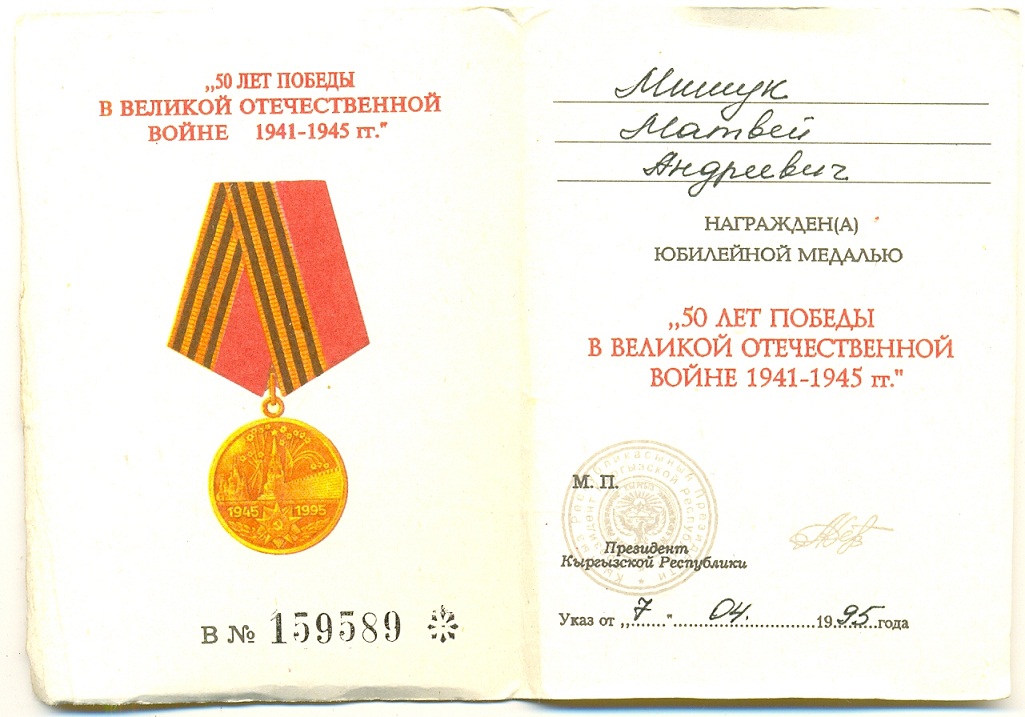 „50 ЛЕТ ПОБЕДЫ
В ВЕЛИКОЙ ОТЕЧЕСТВЕННОЙ
ВОЙНЕ 1941-1945 гг."
1945 1995
В № 159589
Мишук
Матвей
Андреевич
НАГРАЖДЕН(А)
ЮБИЛЕЙНОЙ МЕДАЛЬЮ
„50 ЛЕТ ПОБЕДЫ
В ВЕЛИКОЙ ОТЕЧЕСТВЕННОЙ
ВОЙНЕ 1941-1945 гг."
М. П.
Президент
Кыргызской Республики
Указ от „7" 04. 1995 года